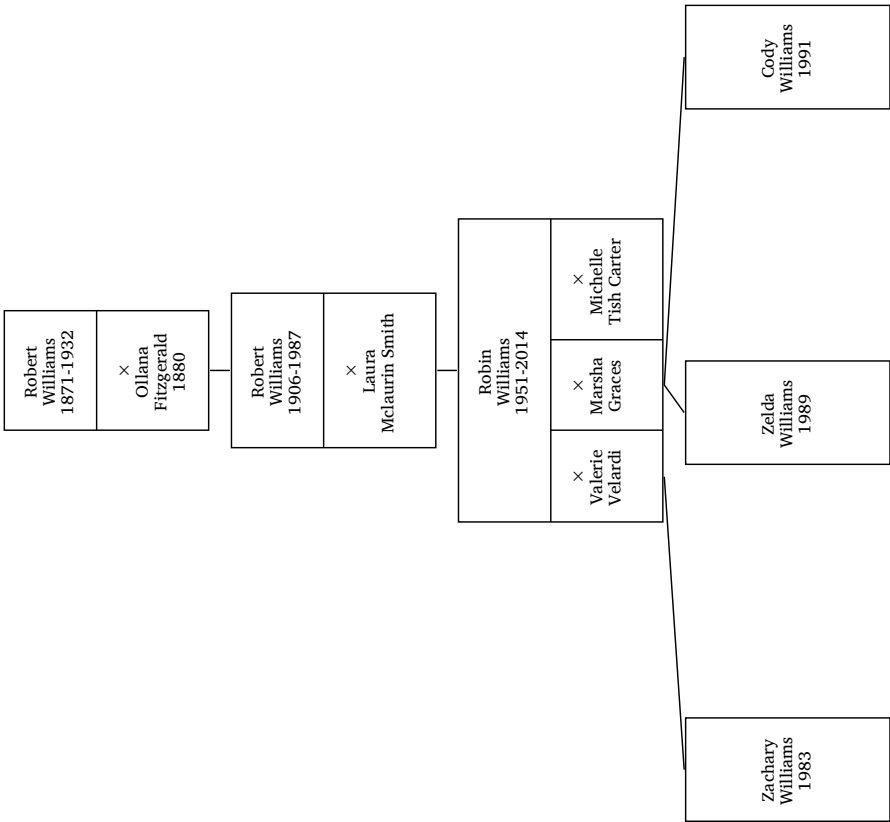 Robert
Williams
1871-1932
×
Ollana
Fitzgerald
1880
Robert
Williams
1906-1987
×
Laura
Mclaurin Smith
Robin
Williams
1951-2014
×
Valerie
Velardi
×
Marsha
Graces
×
Michelle
Tish Carter
Zachary
Williams
1983
Zelda
Williams
1989
Cody
Williams
1991